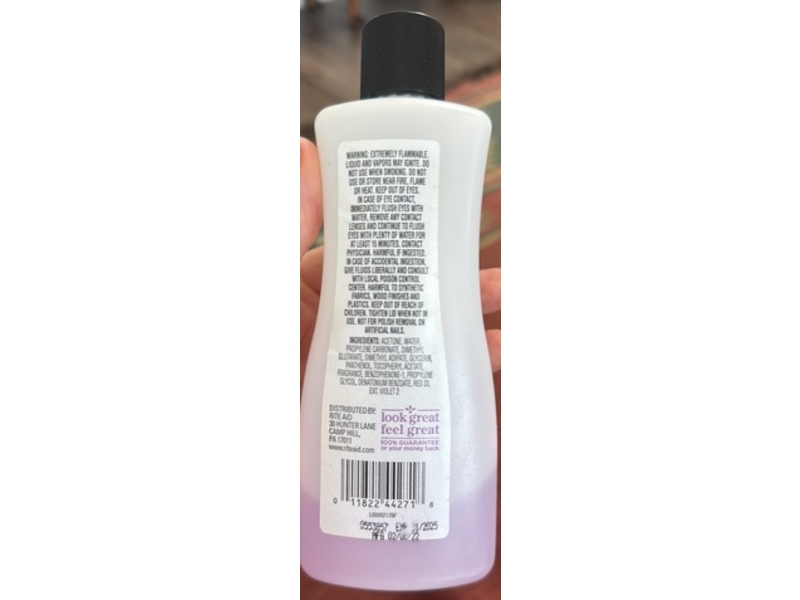 WARNING: EXTREMELY FLAMMABLE.
LIQUID AND VAPORS MAY IGNITE. DO
NOT USE WHEN SMOKING. DO NOT
USE OR STORE NEAR FIRE, FLAME
OR HEAT. KEEP OUT OF EYES.
IN CASE OF EYE CONTACT,
IMMEDIATELY FLUSH EYES WITH
WATER, REMOVE ANY CONTACT
LENSES AND CONTINUE TO FLUSH
EYES WITH PLENTY OF WATER FOR
AT LEAST 15 MINUTES. CONTACT
PHYSICIAN. HARMFUL IF INGESTED.
IN CASE OF ACCIDENTAL INGESTION,
GIVE FLUIDS LIBERALLY AND CONSULT
WITH LOCAL POISON CONTROL
CENTER. HARMFUL TO SYNTHETIC
FABRICS, WOOD FINISHES AND
PLASTICS. KEEP OUT OF REACH OF
CHILDREN. TIGHTEN LID WHEN NOT IN
USE. NOT FOR POLISH REMOVAL ON
ARTIFICIAL NAILS.
INGREDIENTS: ACETONE, WATER,
PROPYLENE CARBONATE, DIMETHYL
GLUTARATE, DIMETHYL ADIPATE, GLYCERIN,
PANTHENOL, TOCOPHERYL ACETATE,
FRAGRANCE, BENZOPHENONE-1, PROPYLENE
GLYCOL, DENATONIUM BENZOATE, RED 33,
EXT. VIOLET 2
DISTRIBUTED BY:
RITE AID
30 HUNTER LANE
CAMP HILL,
PA 17011
www.riteaid.com
look great
feel great
100% GUARANTEE
or your money back
0 11822 44271 8
EXP /2025
MFG 02/ /22